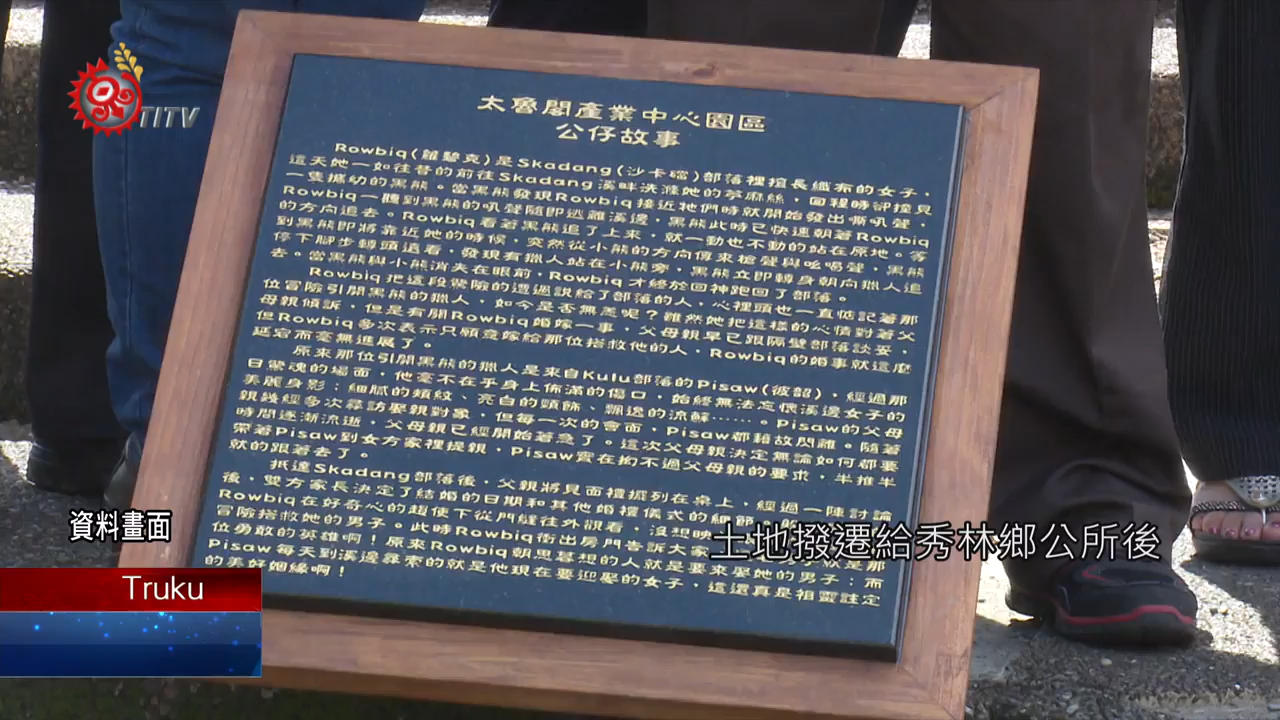 TITV
太魯閣產業中心園區
公仔故事
Rowbiq(蘿碧克)是Skadang(沙卡礑)部落裡擅長織布的女子，
這天她一如往昔的前往Skadang溪畔洗滌她的苧麻絲，回程時卻撞見
一隻攜幼的黑熊。當黑熊發現Rowbiq接近牠們時就開始發出嘶吼聲，
Rowbiq一聽到黑熊的吼聲隨即逃離溪邊，黑熊此時已快速朝著Rowbiq
的方向追去。Rowbiq看著黑熊追了上來，就一動也不動的站在原地。等
到黑熊即將靠近她的時候，突然從小熊的方向傳來槍聲與吆喝聲，黑熊
停下腳步轉頭遠看，發現有獵人站在小熊旁，黑熊立即轉身朝向獵人追
去。當黑熊與小熊消失在眼前，Rowbiq才終於回神跑回了部落。
Rowbiq把這段驚險的遭遇說給了部落的人，心裡頭也一直惦記著那
位冒險引開黑熊的獵人，如今是否無恙呢？雖然她把這樣的心情對著父
母親傾訴，但是有關Rowbiq婚嫁一事，父母親早已跟隔壁部落談妥，
但Rowbiq多次表示只願意嫁給那位搭救他的人，Rowbiq的婚事就這麼
延宕而毫無進展了。
原來那位引開黑熊的獵人是來自Kulu部落的Pisaw(彼韶)，經過那
日驚魂的場面，他毫不在乎身上佈滿的傷口，始終無法忘懷溪邊女子的
美麗身影：細膩的頰紋、亮白的頸飾、飄逸的流蘇……。Pisaw的父母
親幾經多次尋訪娶親對象，但每一次的會面，Pisaw都藉故閃離。隨著
時間逐漸流逝，父母親已經開始著急了。這次父母親決定無論如何都要
帶著Pisaw到女方家裡提親，Pisaw實在拗不過父母親的要求，半推半
就的跟著去了。
抵達Skadang部落後，父親將見面禮擺列在桌上，經過一陣討論
後，雙方家長決定了結婚的日期和其他婚禮儀式的細節
Rowbiq在好奇心的趨使下從門縫往外觀看，沒想
冒險搭救她的男子。此時Rowbiq衝出房門告訴大家
就是那
位勇敢的英雄啊！原來Rowbiq朝思慕想的人就是要來娶她的男子；而
Pisaw每天到溪邊尋索的就是他現在要迎娶的女子，這還真是祖靈註定
的美好姻緣啊！
資料畫面
土地撥遷給秀林鄉公所後
Truku